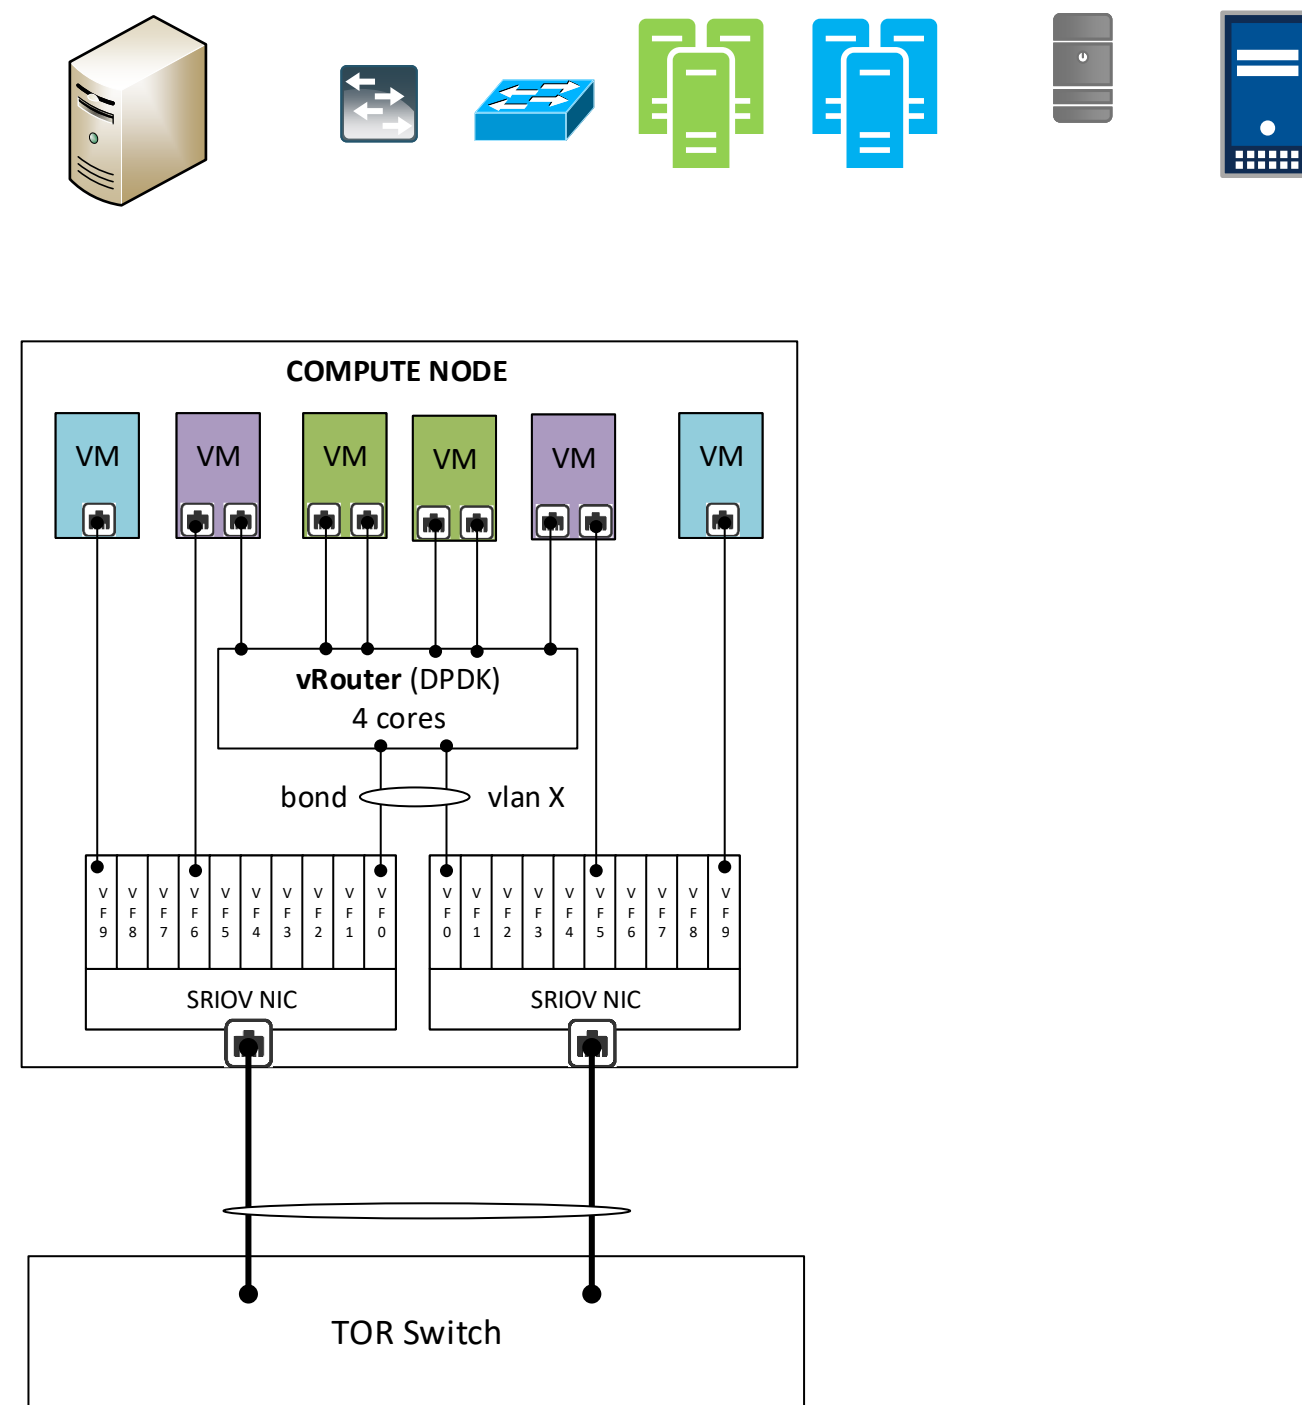 COMPUTE NODE
VM VM VM VM VM VM
vRouter (DPDK)
4 cores
bond vlan X
VF9 VF8 VF7 VF6 VF5 VF4 VF3 VF2 VF1 VF0
VF0 VF1 VF2 VF3 VF4 VF5 VF6 VF7 VF8 VF9
SRIOV NIC SRIOV NIC
TOR Switch